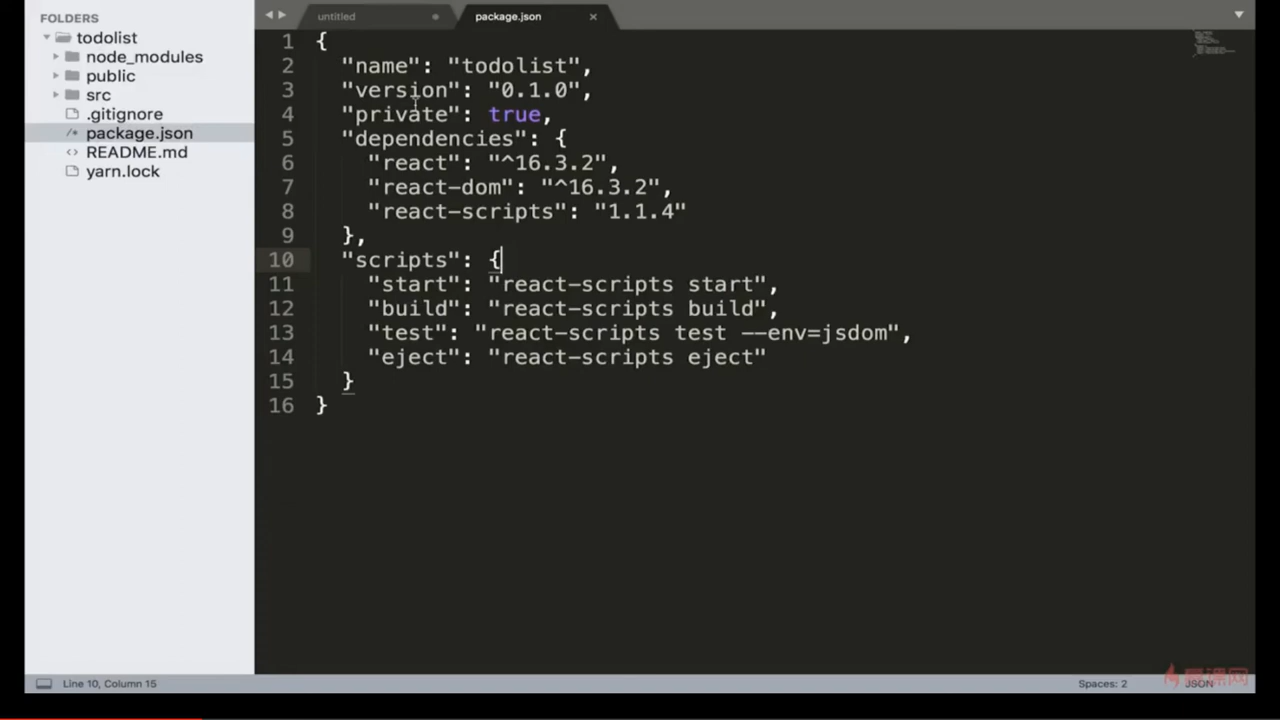 FOLDERS
todolist
node_modules
public
src
.gitignore
package.json
README.md
yarn.lock
untitled
package.json
1 {
2 "name": "todolist",
3 "version": "0.1.0",
4 "private": true,
5 "dependencies": {
6 "react": "^16.3.2",
7 "react-dom": "^16.3.2",
8 "react-scripts": "1.1.4"
9 },
10 "scripts": {
11 "start": "react-scripts start",
12 "build": "react-scripts build",
13 "test": "react-scripts test --env=jsdom",
14 "eject": "react-scripts eject"
15 }
16 }
Line 10, Column 15
Spaces: 2
JSON
慕课网